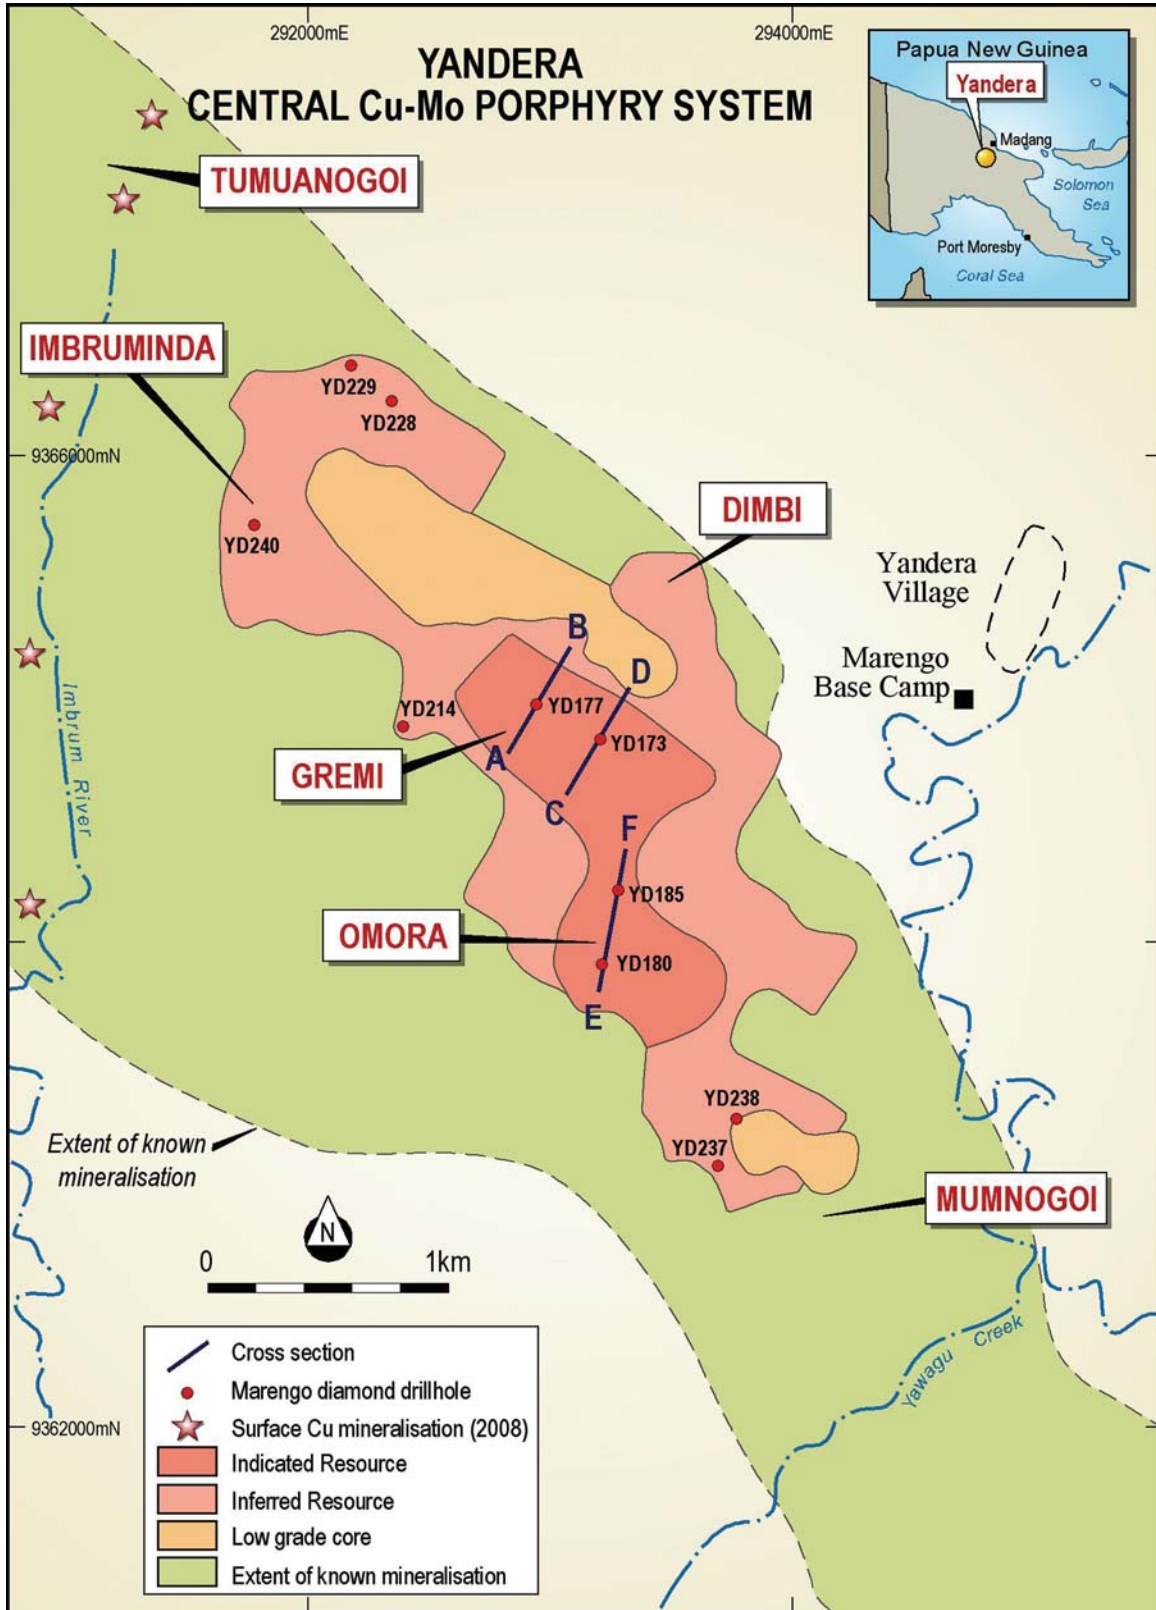 292000mE
294000mE
YANDERA
CENTRAL Cu-Mo PORPHYRY SYSTEM
Papua New Guinea
Yandera
Madang
Solomon
Sea
Port Moresby
Coral Sea
TUMUANOGOI
IMBRUMINDA
YD229
YD228
9366000mN
DIMBI
YD240
Yandera
Village
B
Marengo
Base Camp
D
YD214
YD177
Imbrum River
YD173
A
GREMI
C
F
YD185
OMORA
YD180
E
YD238
Extent of known
mineralisation
YD237
MUMNOGOI
N
0
1km
Yawagu Creek
Cross section
Marengo diamond drillhole
Surface Cu mineralisation (2008)
9362000mN
Indicated Resource
Inferred Resource
Low grade core
Extent of known mineralisation